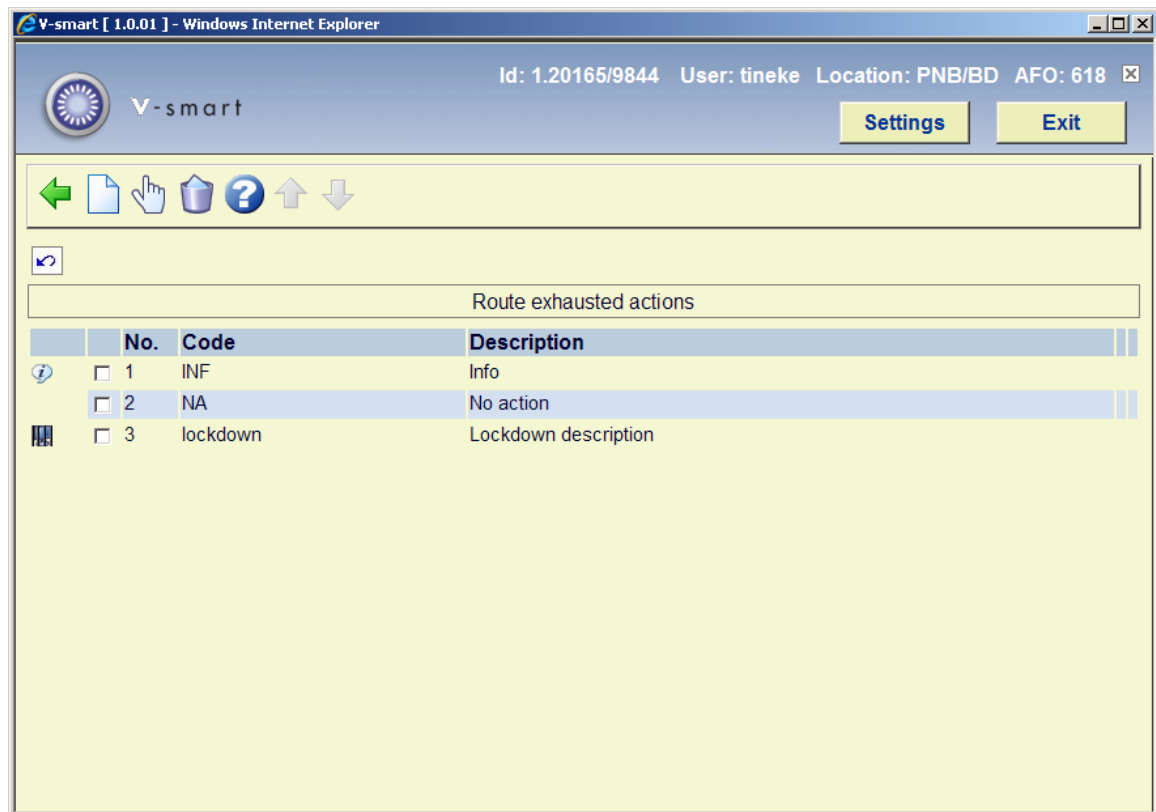 V-smart [ 1.0.01 ] - Windows Internet Explorer
Id: 1.20165/9844 User: tineke Location: PNB/BD AFO: 618
V-smart
Settings Exit
Route exhausted actions
No. Code Description
1 INF Info
2 NA No action
3 lockdown Lockdown description